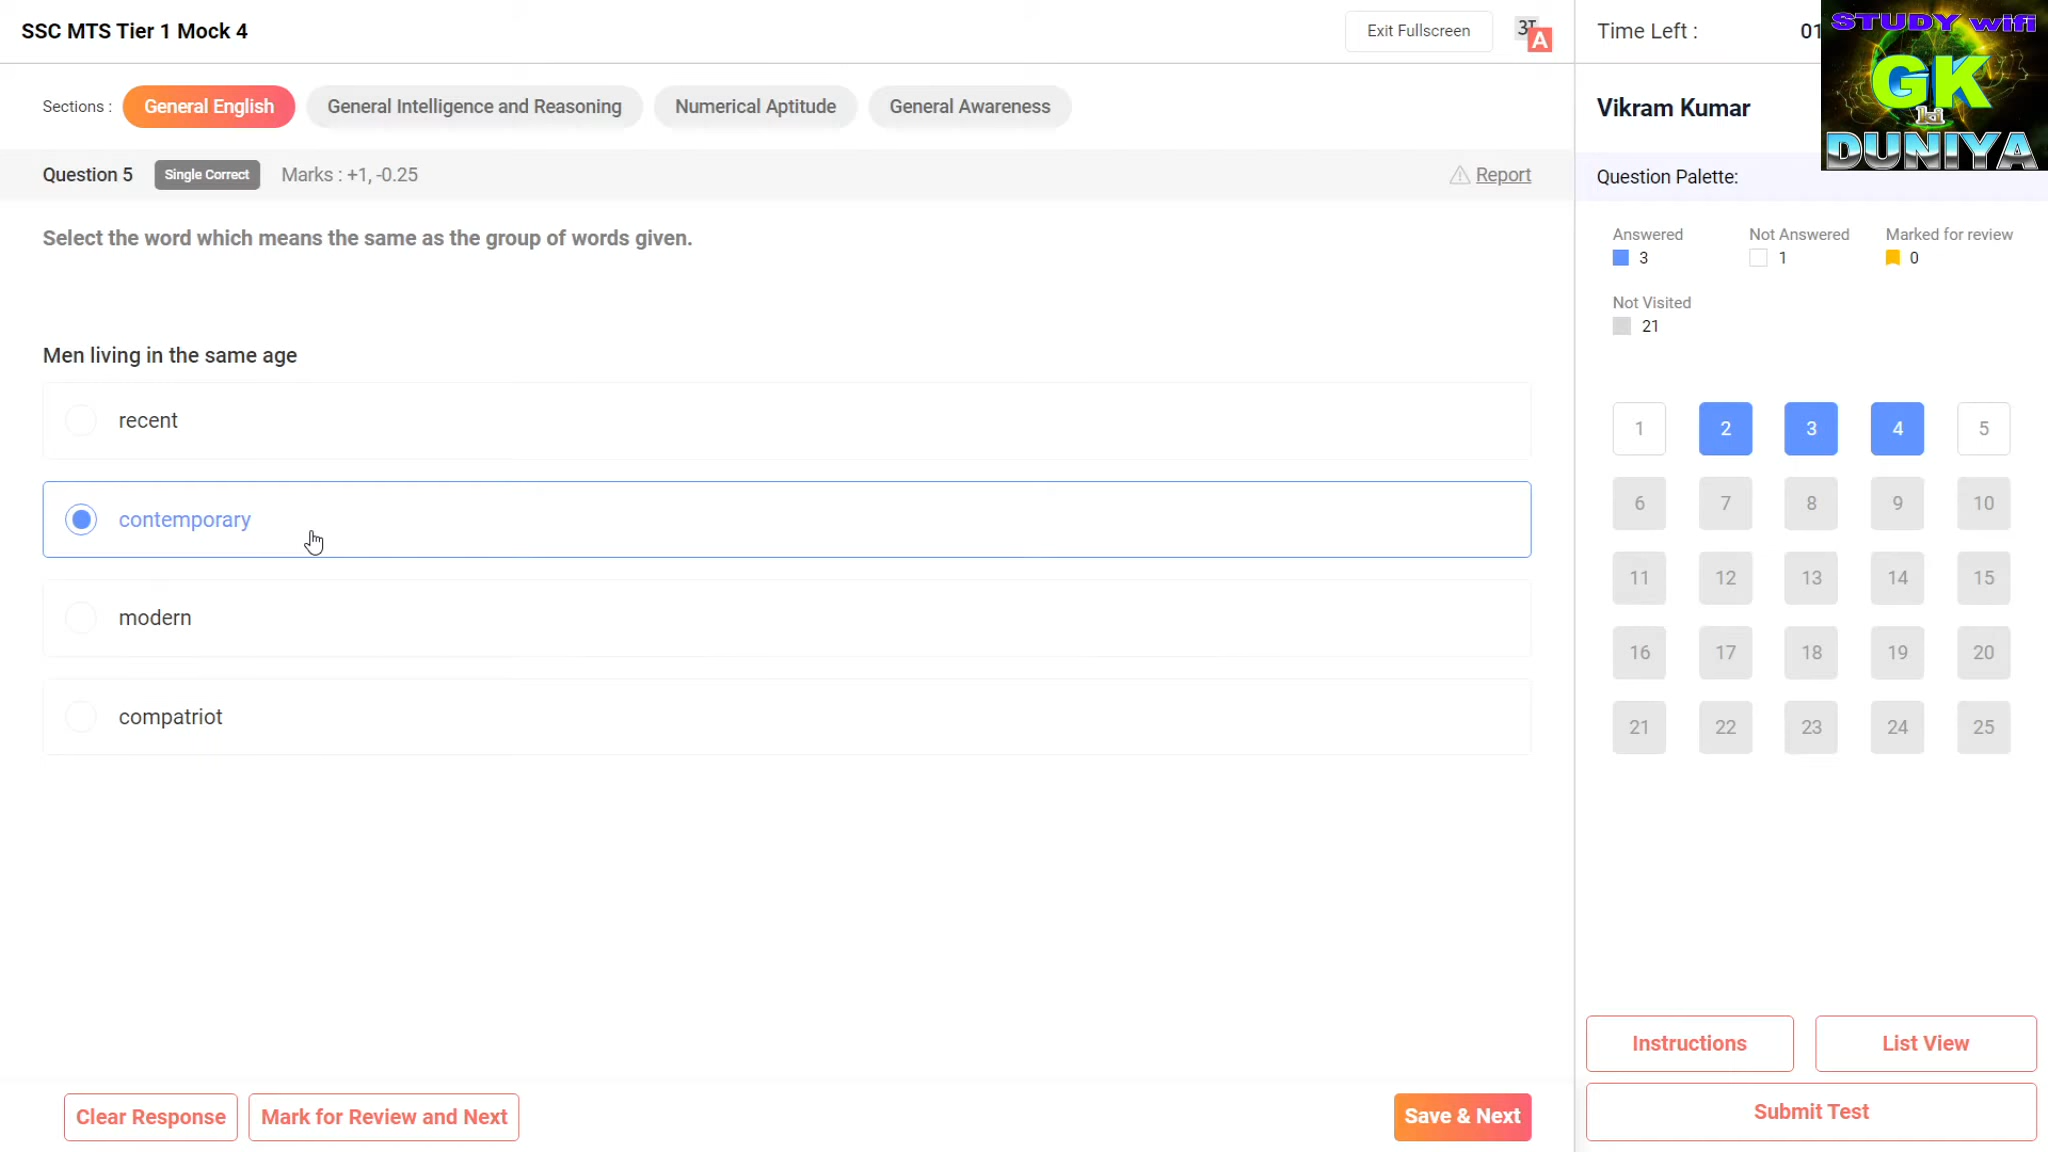 SSC MTS Tier 1 Mock 4
Exit Fullscreen
A
Time Left :
01
STUDY wifi
GK
ki
DUNIYA
Sections :
General English
General Intelligence and Reasoning
Numerical Aptitude
General Awareness
Vikram Kumar
Question 5
Single Correct
Marks : +1, -0.25
Report
Question Palette:
Select the word which means the same as the group of words given.
Answered
3
Not Answered
1
Marked for review
0
Not Visited
21
Men living in the same age
recent
contemporary
modern
compatriot
1 2 3 4 5
6 7 8 9 10
11 12 13 14 15
16 17 18 19 20
21 22 23 24 25
Instructions
List View
Clear Response
Mark for Review and Next
Save & Next
Submit Test